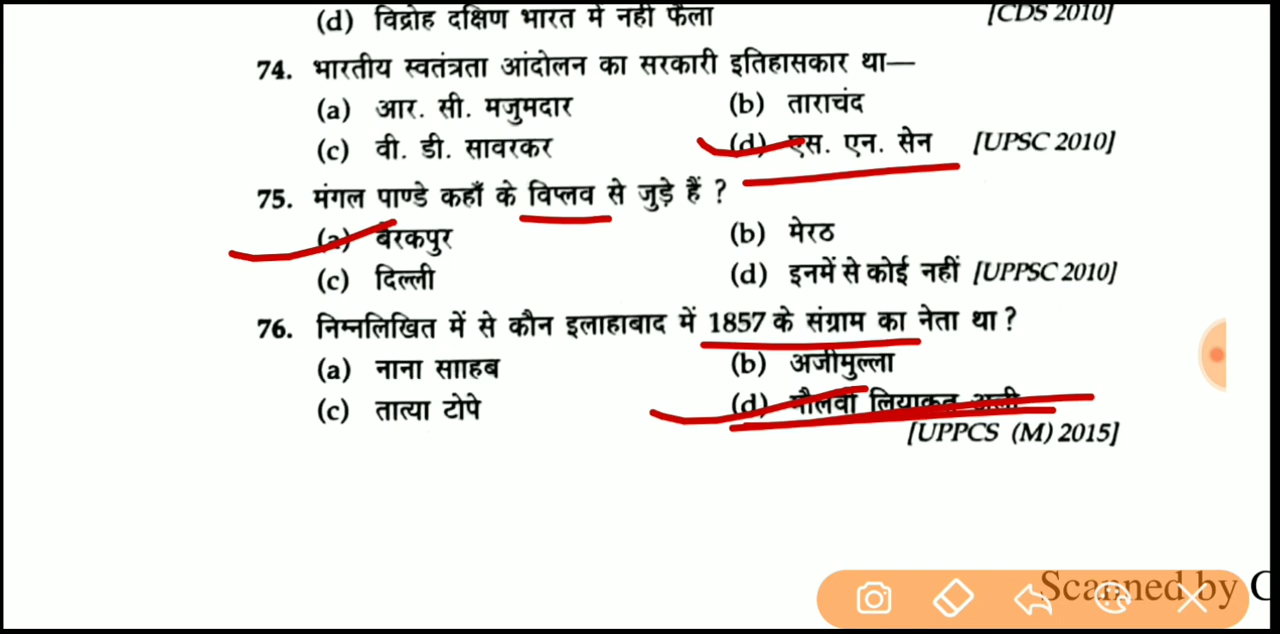 (d) विद्रोह दक्षिण भारत में नहीं फैला [CDS 2010]
74. भारतीय स्वतंत्रता आंदोलन का सरकारी इतिहासकार था—
(a) आर. सी. मजुमदार (b) ताराचंद
(c) वी. डी. सावरकर (d) एस. एन. सेन [UPSC 2010]
75. मंगल पाण्डे कहाँ के विप्लव से जुड़े हैं ?
(a) बैरकपुर (b) मेरठ
(c) दिल्ली (d) इनमें से कोई नहीं [UPPSC 2010]
76. निम्नलिखित में से कौन इलाहाबाद में 1857 के संग्राम का नेता था ?
(a) नाना सााहब (b) अजीमुल्ला
(c) तात्या टोपे (d) मौलवी लियाकत अली
[UPPCS (M) 2015]
Scanned by C